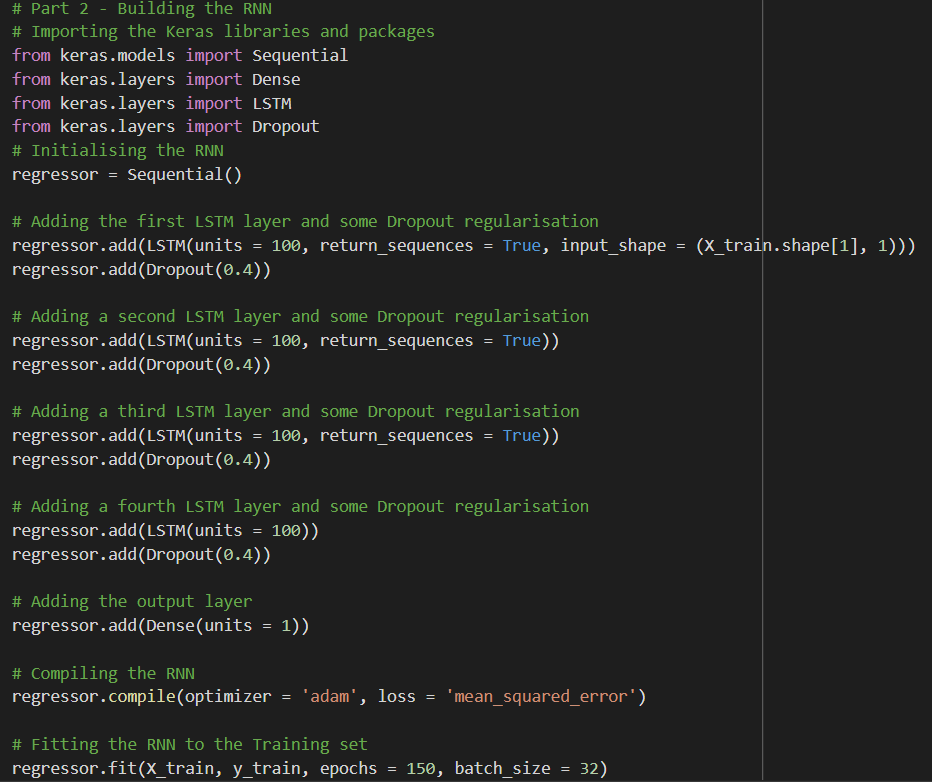 # Part 2 - Building the RNN
# Importing the Keras libraries and packages
from keras.models import Sequential
from keras.layers import Dense
from keras.layers import LSTM
from keras.layers import Dropout
# Initialising the RNN
regressor = Sequential()
# Adding the first LSTM layer and some Dropout regularisation
regressor.add(LSTM(units = 100, return_sequences = True, input_shape = (X_train.shape[1], 1)))
regressor.add(Dropout(0.4))
# Adding a second LSTM layer and some Dropout regularisation
regressor.add(LSTM(units = 100, return_sequences = True))
regressor.add(Dropout(0.4))
# Adding a third LSTM layer and some Dropout regularisation
regressor.add(LSTM(units = 100, return_sequences = True))
regressor.add(Dropout(0.4))
# Adding a fourth LSTM layer and some Dropout regularisation
regressor.add(LSTM(units = 100))
regressor.add(Dropout(0.4))
# Adding the output layer
regressor.add(Dense(units = 1))
# Compiling the RNN
regressor.compile(optimizer = 'adam', loss = 'mean_squared_error')
# Fitting the RNN to the Training set
regressor.fit(X_train, y_train, epochs = 150, batch_size = 32)